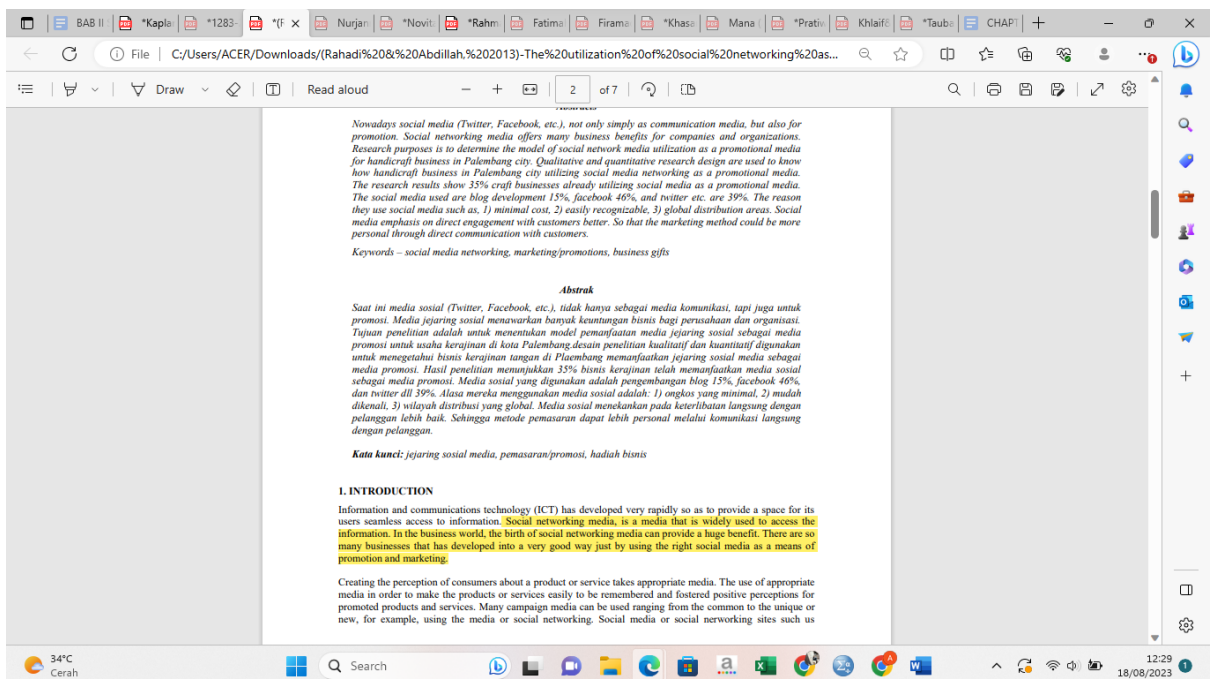 BAB II
*Kapla
*1283-
*(F
Nurjan
*Novit
*Rahm
Fatima
Firama
*Khasa
Mana (
*Prativ
Khlaifá
*Tauba
CHAPT
File | C:/Users/ACER/Downloads/(Rahadi%20&%20Abdillah,%202013)-The%20utilization%20of%20social%20networking%20as...
Draw
Read aloud
2 of 7
Nowadays social media (Twitter, Facebook, etc.), not only simply as communication media, but also for
promotion. Social networking media offers many business benefits for companies and organizations.
Research purposes is to determine the model of social network media utilization as a promotional media
for handicraft business in Palembang city. Qualitative and quantitative research design are used to know
how handicraft business in Palembang city utilizing social media networking as a promotional media.
The research results show 35% craft businesses already utilizing social media as a promotional media.
The social media used are blog development 15%, facebook 46%, and twitter etc. are 39%. The reason
they use social media such as, 1) minimal cost, 2) easily recognizable, 3) global distribution areas. Social
media emphasis on direct engagement with customers better. So that the marketing method could be more
personal through direct communication with customers.
Keywords – social media networking, marketing/promotions, business gifts
Abstrak
Saat ini media sosial (Twitter, Facebook, etc.), tidak hanya sebagai media komunikasi, tapi juga untuk
promosi. Media jejaring sosial menawarkan banyak keuntungan bisnis bagi perusahaan dan organisasi.
Tujuan penelitian adalah untuk menentukan model pemanfaatan media jejaring sosial sebagai media
promosi untuk usaha kerajinan di kota Palembang.desain penelitian kualitatif dan kuantitatif digunakan
untuk menegetahui bisnis kerajinan tangan di Plaembang memanfaatkan jejaring sosial media sebagai
media promosi. Hasil penelitian menunjukkan 35% bisnis kerajinan telah memanfaatkan media sosial
sebagai media promosi. Media sosial yang digunakan adalah pengembangan blog 15%, facebook 46%,
dan twitter dll 39%. Alasa mereka menggunakan media sosial adalah: 1) ongkos yang minimal, 2) mudah
dikenali, 3) wilayah distribusi yang global. Media sosial menekankan pada keterlibatan langsung dengan
pelanggan lebih baik. Sehingga metode pemasaran dapat lebih personal melalui komunikasi langsung
dengan pelanggan.
Kata kunci: jejaring sosial media, pemasaran/promosi, hadiah bisnis
1. INTRODUCTION
Information and communications technology (ICT) has developed very rapidly so as to provide a space for its
users seamless access to information. Social networking media, is a media that is widely used to access the
information. In the business world, the birth of social networking media can provide a huge benefit. There are so
many businesses that has developed into a very good way just by using the right social media as a means of
promotion and marketing.
Creating the perception of consumers about a product or service takes appropriate media. The use of appropriate
media in order to make the products or services easily to be remembered and fostered positive perceptions for
promoted products and services. Many campaign media can be used ranging from the common to the unique or
new, for example, using the media or social networking. Social media or social nerworking sites such us
34°C
Cerah
Search
12:29
18/08/2023
1